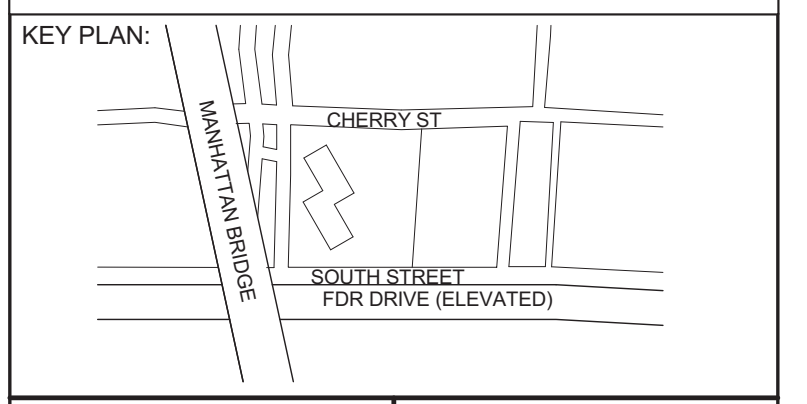 KEY PLAN:
CHERRY ST
MANHATTAN BRIDGE
SOUTH STREET
FDR DRIVE (ELEVATED)